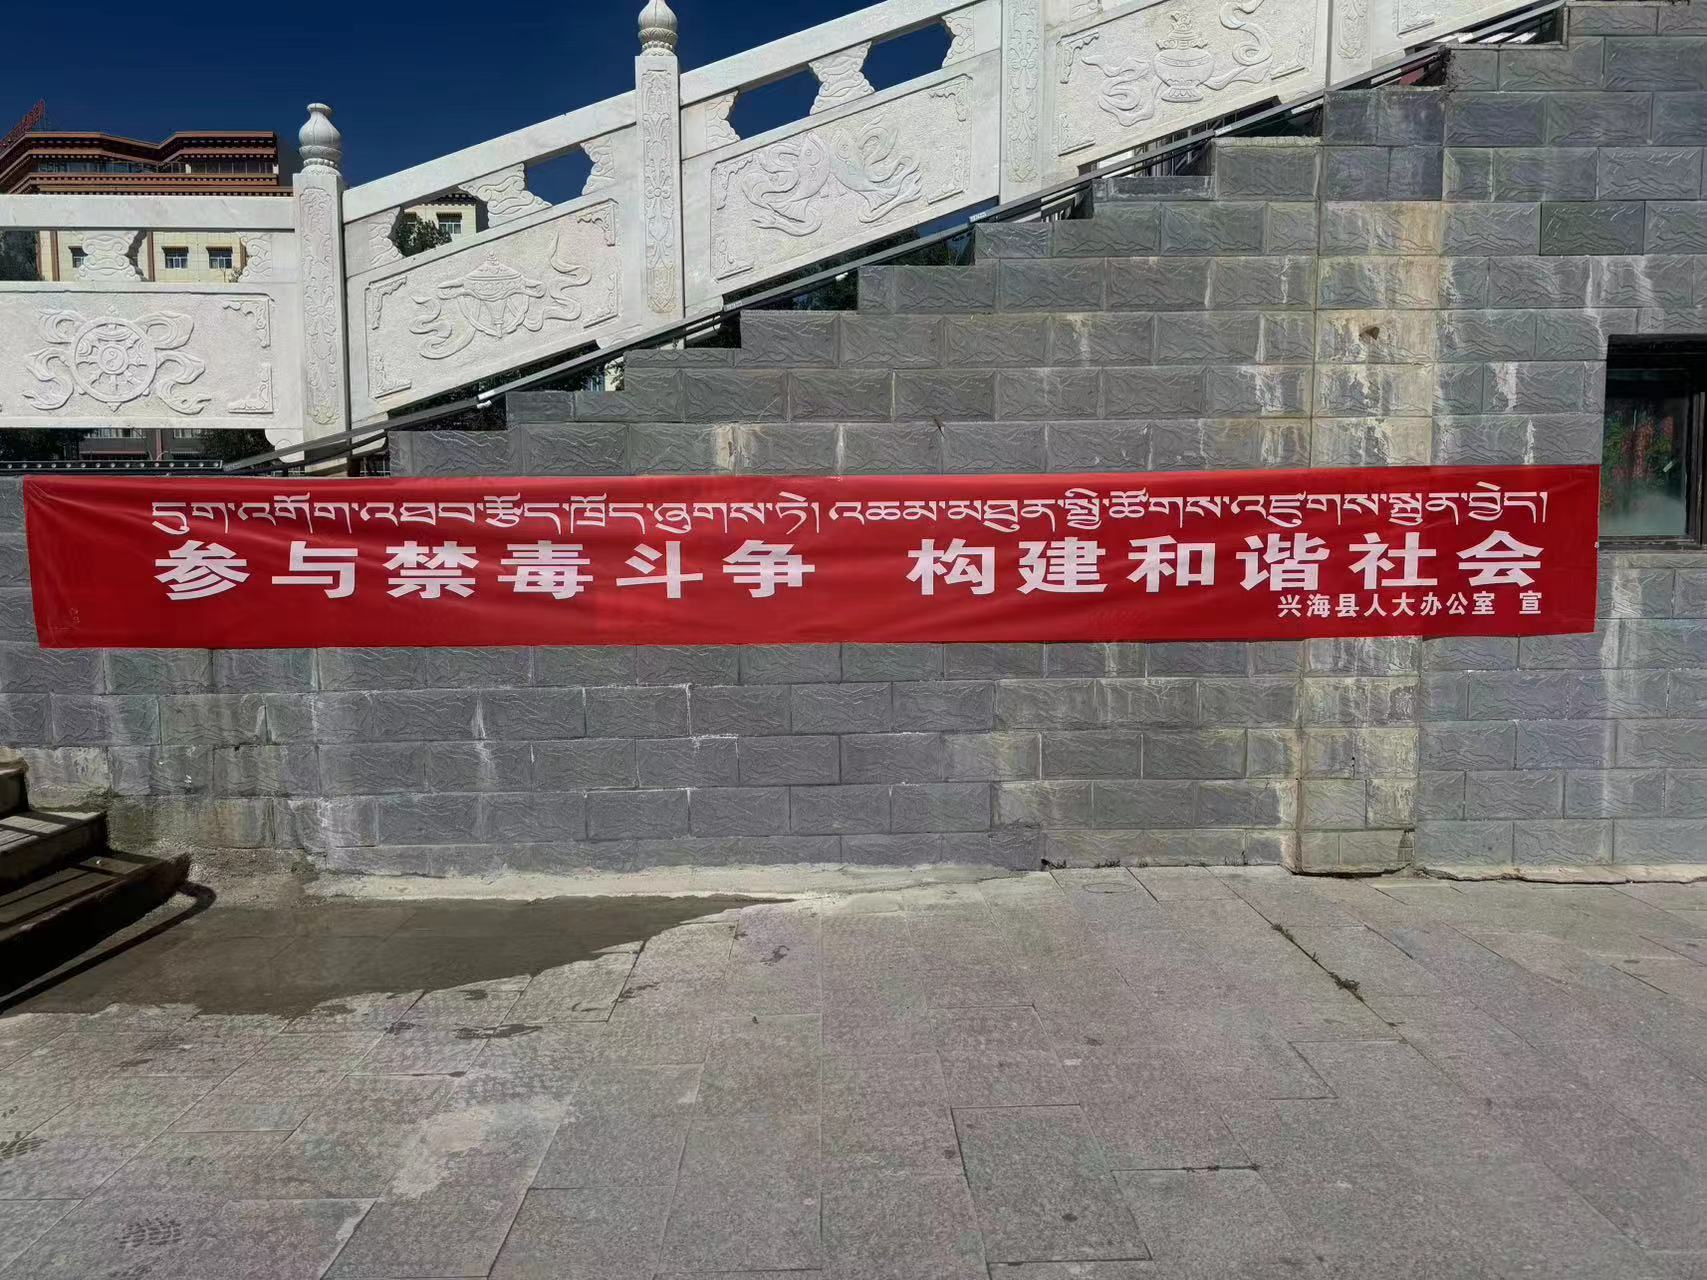 དུག་འགོག་འཐབ་རྩོད་ཁྲོད་ཞུགས་ཏེ། འཆམ་མཐུན་སྤྱི་ཚོགས་འཛུགས་སྐྲུན་བྱེད།
参与禁毒斗争 构建和谐社会
兴海县人大办公室 宣